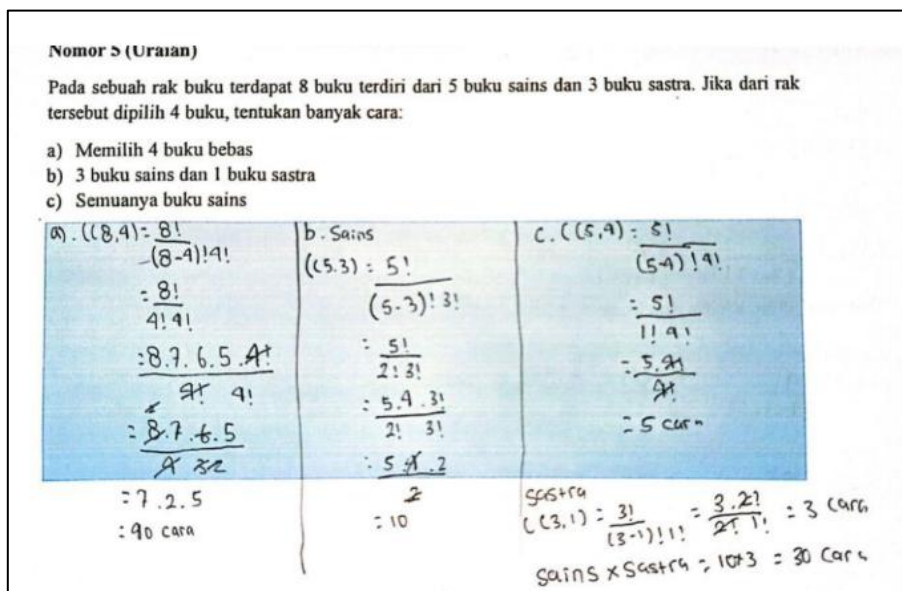 Nomor 5 (Uraian)
Pada sebuah rak buku terdapat 8 buku terdiri dari 5 buku sains dan 3 buku sastra. Jika dari rak
tersebut dipilih 4 buku, tentukan banyak cara:
a) Memilih 4 buku bebas
b) 3 buku sains dan 1 buku sastra
c) Semuanya buku sains
a). C(8,4) = 8!
(8-4)!4!
= 8!
4! 4!
= 8.7.6.5.4!
4! 4!
= 8.7.6.5
4 3 2
= 7.2.5
= 90 cara
b. Sains
C(5.3) = 5!
(5.3)! 3!
= 5!
2! 3!
= 5.4.3!
2! 3!
= 5 4 . 2
2
= 10
c. C(5,4) = 5!
(5-4)! 4!
= 5!
1! 4!
= 5.4!
4!
= 5 cara
Sastra
C(3,1) = 3! / (3-1)! 1! = 3.2! / 2! 1! = 3 cara
Sains x Sastra = 10x3 = 30 Cara